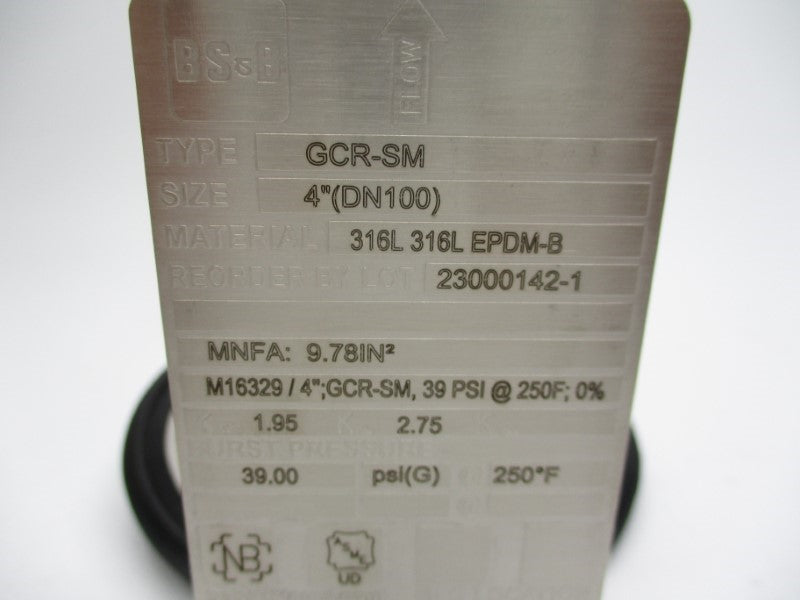 BS&B
FLOW
TYPE GCR-SM
SIZE 4"(DN100)
MATERIAL 316L 316L EPDM-B
REORDER BY LOT 23000142-1
MNFA: 9.78IN²
M16329 / 4";GCR-SM, 39 PSI @ 250F; 0%
K 1.95 K 2.75 K
BURST PRESSURE
39.00 psi(G) @ 250°F
@
NB ASME
UD